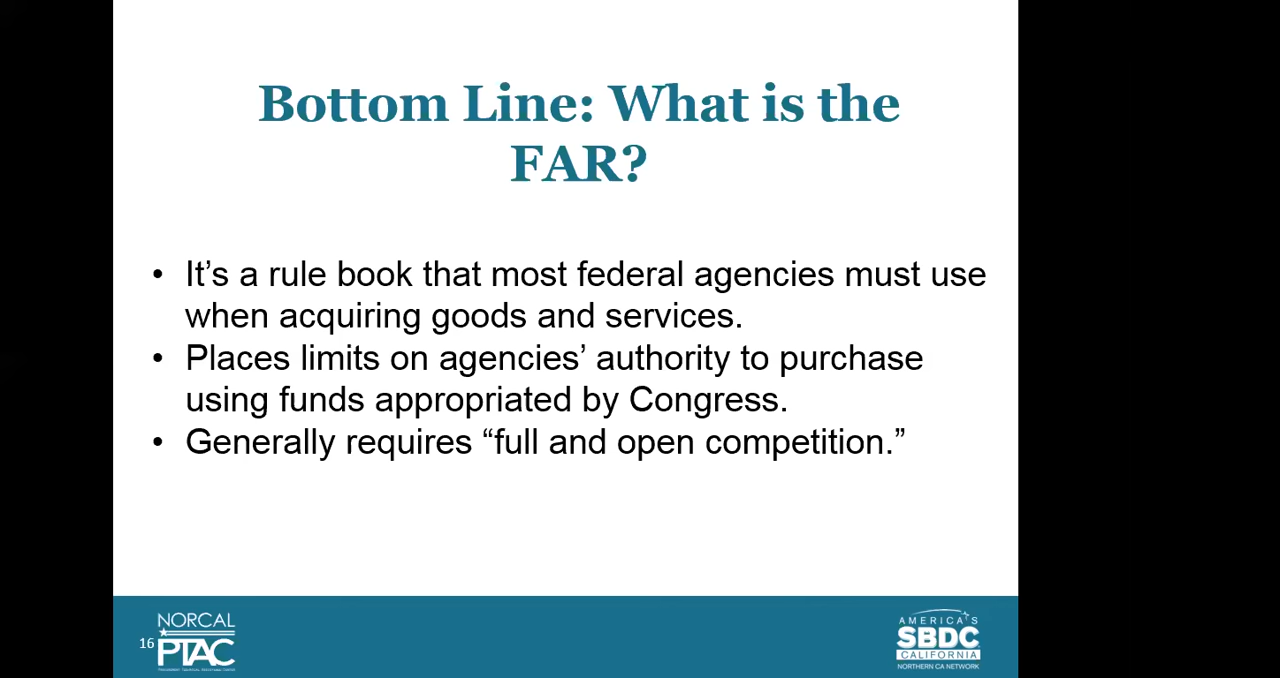 Bottom Line: What is the
FAR?
• It’s a rule book that most federal agencies must use
when acquiring goods and services.
• Places limits on agencies’ authority to purchase
using funds appropriated by Congress.
• Generally requires “full and open competition.”
16
NORCAL
PTAC
AMERICA'S
SBDC
CALIFORNIA
NORTHERN CA NETWORK